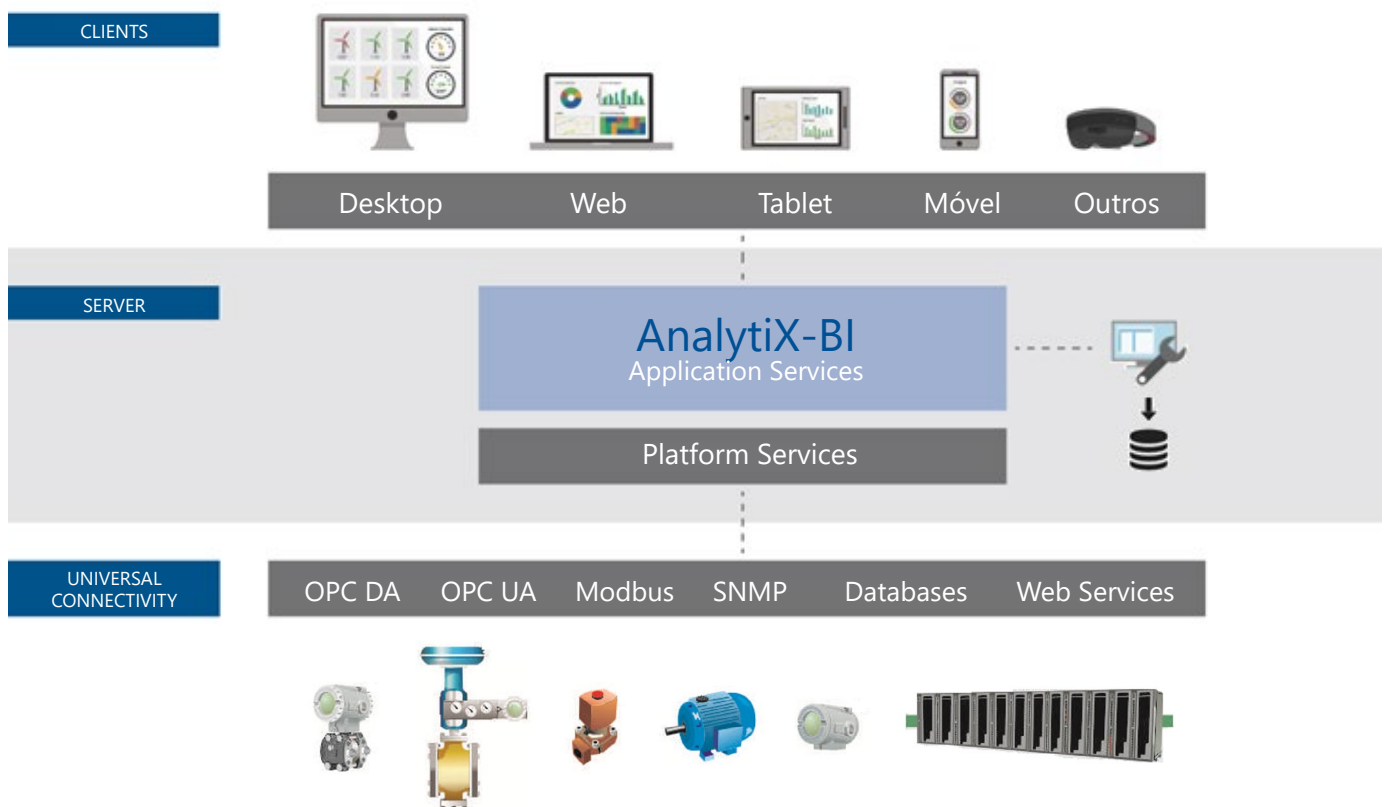 CLIENTS
Desktop Web Tablet Móvel Outros
SERVER
AnalytiX-BI
Application Services
Platform Services
UNIVERSAL
CONNECTIVITY
OPC DA OPC UA Modbus SNMP Databases Web Services